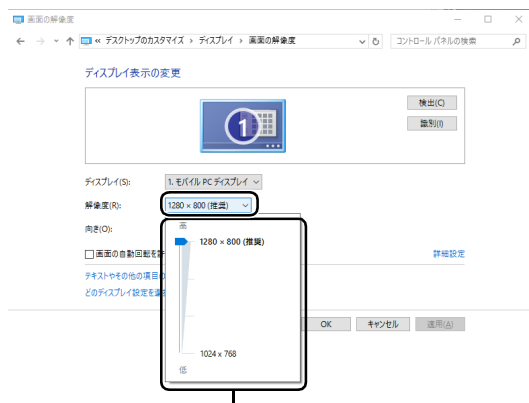 画面の解像度
« デスクトップのカスタマイズ › ディスプレイ › 画面の解像度
コントロール パネルの検索
ディスプレイ表示の変更
検出(C)
識別(I)
1
ディスプレイ(S): 1. モバイル PC ディスプレイ
解像度(R): 1280 × 800 (推奨)
向き(O): 高
1280 × 800 (推奨)
画面の自動回転を許 詳細設定
テキストやその他の項目の
どのディスプレイ設定を選
OK キャンセル 適用(A)
1024 x 768
低